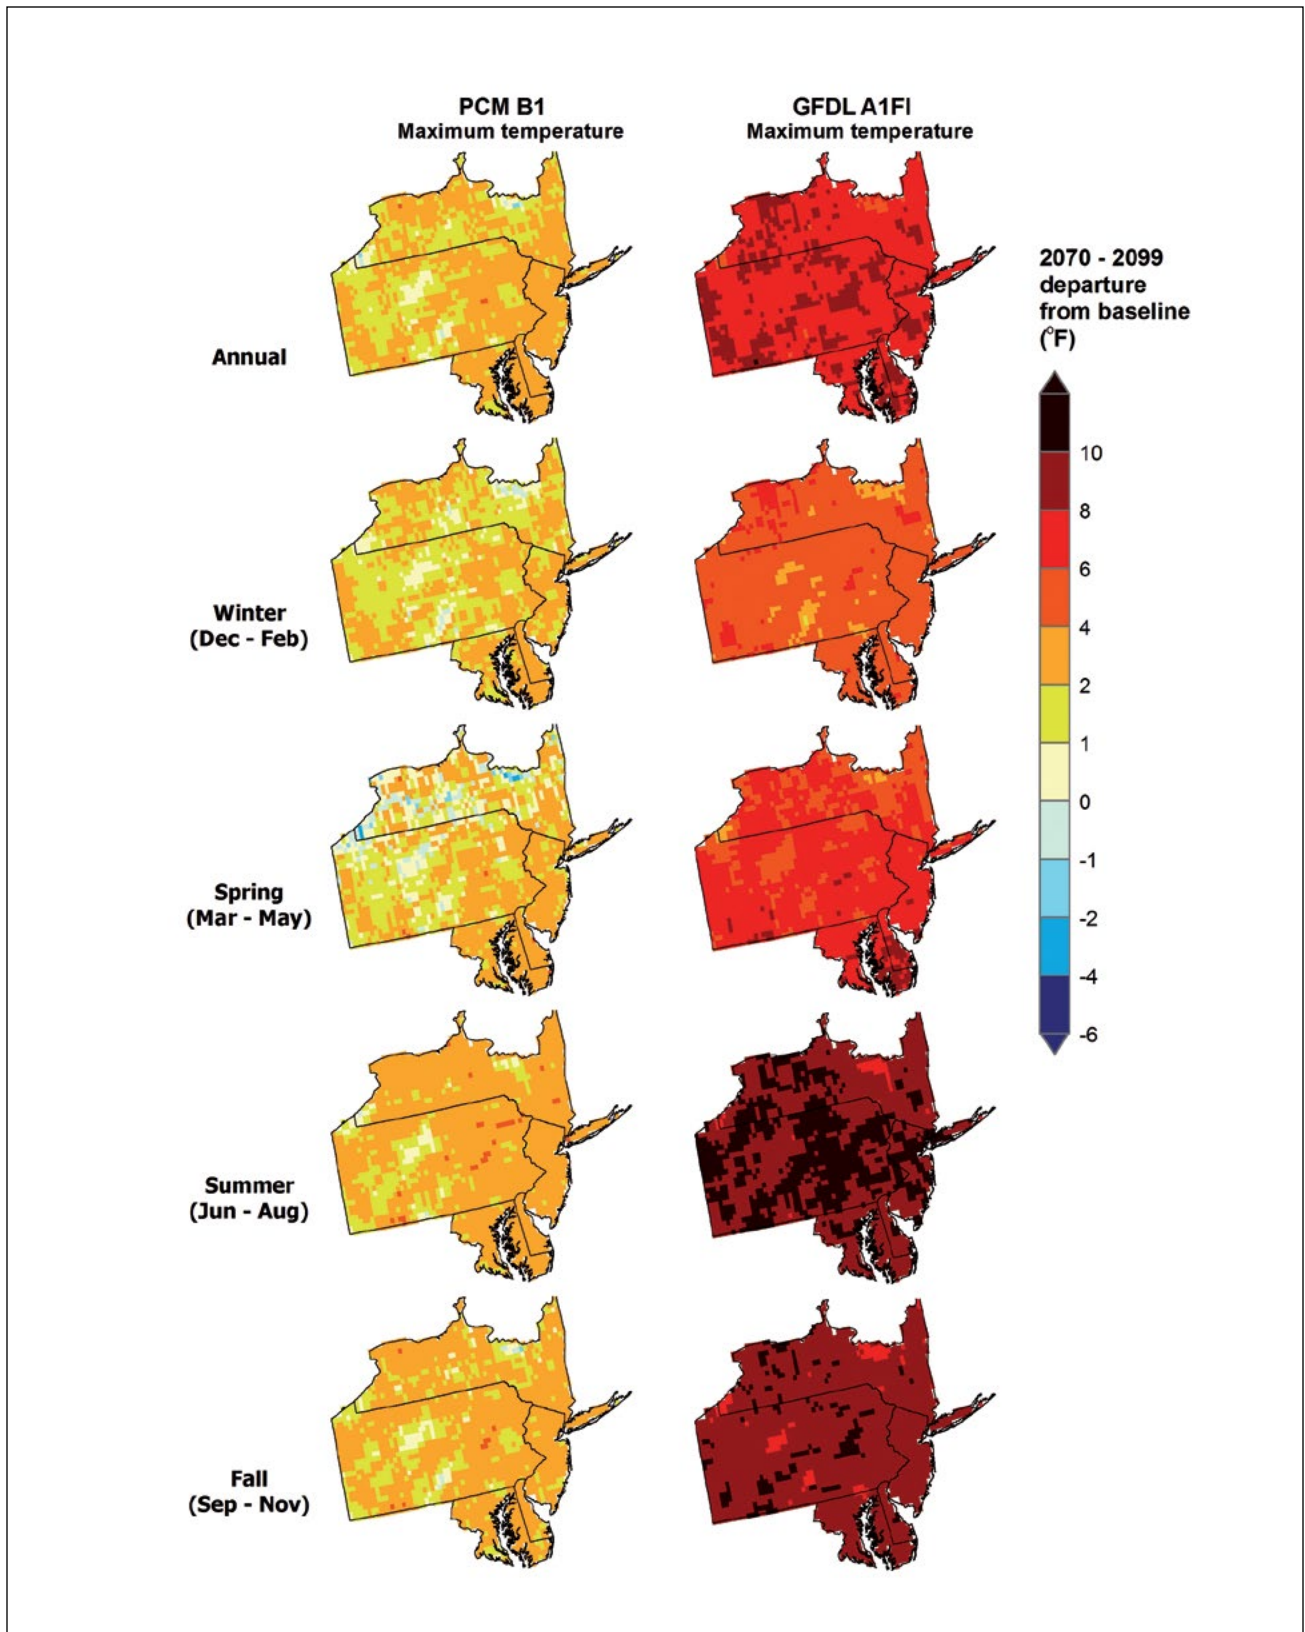 PCM B1
Maximum temperature
GFDL A1FI
Maximum temperature
2070 - 2099
departure
from baseline
(°F)
Annual
10
8
6
4
2
1
0
-1
-2
-4
-6
Winter
(Dec - Feb)
Spring
(Mar - May)
Summer
(Jun - Aug)
Fall
(Sep - Nov)